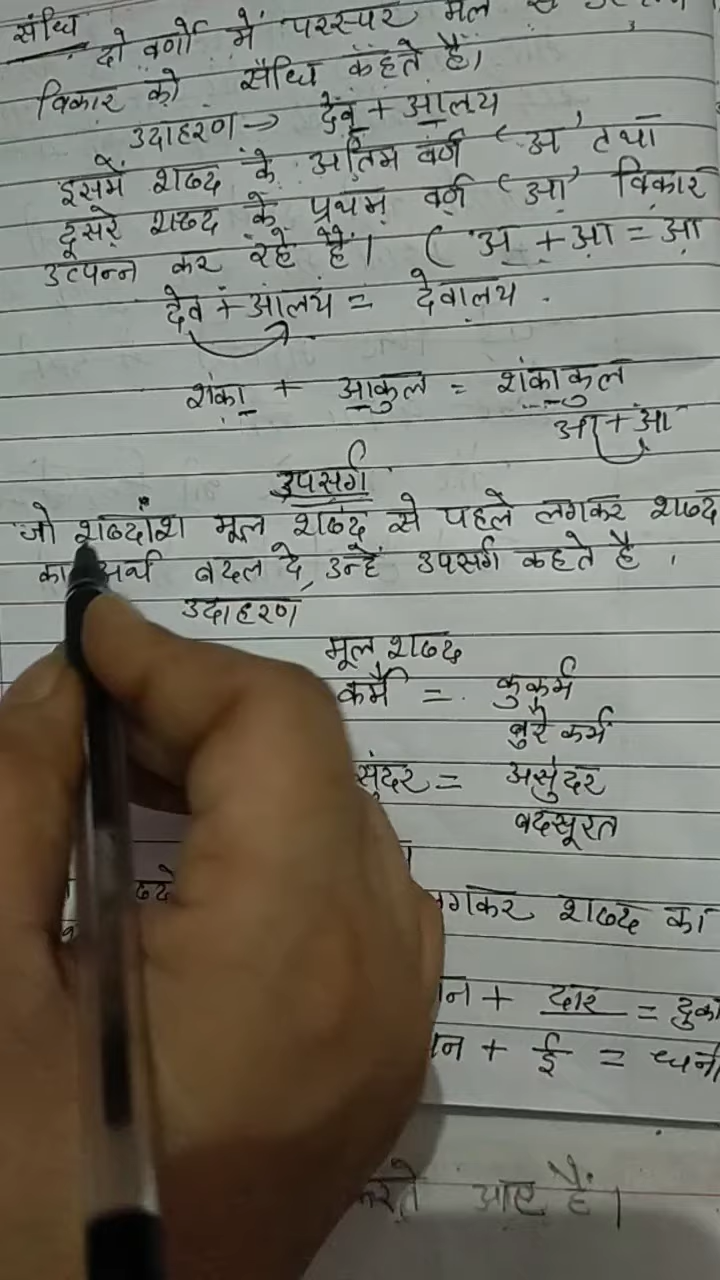 संधि दो वर्णों में परस्पर मेल से
विकार को संधि कहते है।
उदाहरण → देव + आलय
इसमें शब्द के अंतिम वर्ण 'अ' तथा
दूसरे शब्द के प्रथम वर्ण 'आ' विकार
उत्पन्न कर रहे हैं। ( अ + आ = आ
देव + आलय = देवालय .
शंका + आकुल = शंकाकुल
आ + आ
उपसर्ग
जो शब्दांश मूल शब्द से पहले लगकर शब्द
का अर्थ बदल दे, उन्हें उपसर्ग कहते है ।
उदाहरण
मूल शब्द
कर्म = कुकर्म
बुरे कर्म
सुंदर = असुंदर
बदसूरत
लगकर शब्द का
न + दार = दुका
न + ई = धनी
करते आए हैं।